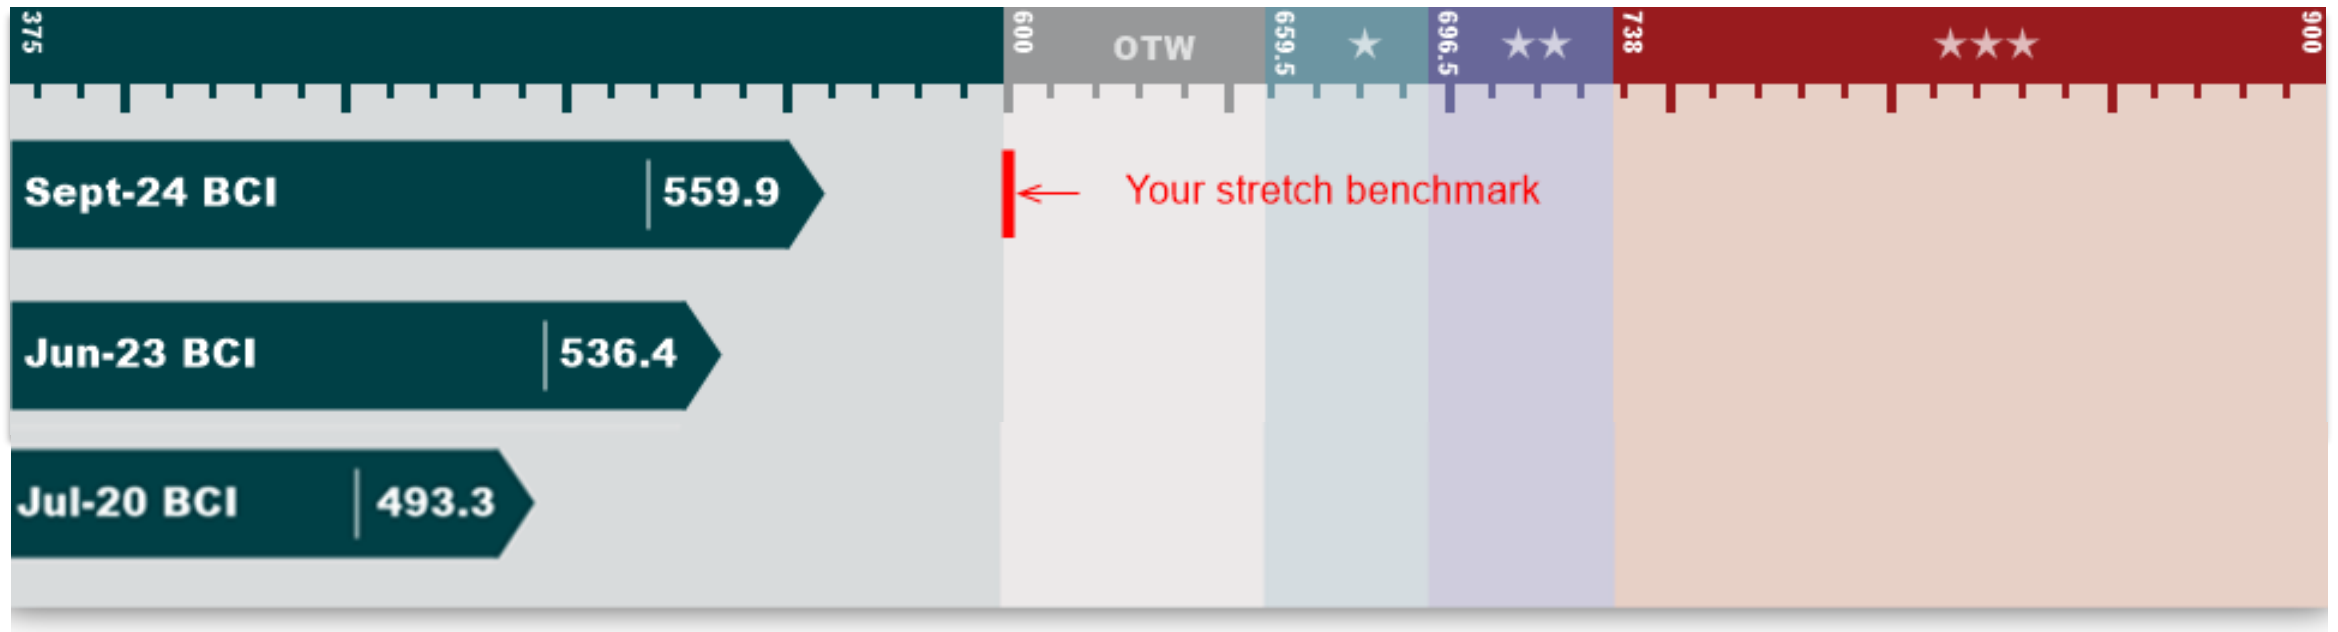 375
600
OTW
659.5
★
696.5
★★
738
★★★
900
Sept-24 BCI 559.9
Your stretch benchmark
Jun-23 BCI 536.4
Jul-20 BCI 493.3